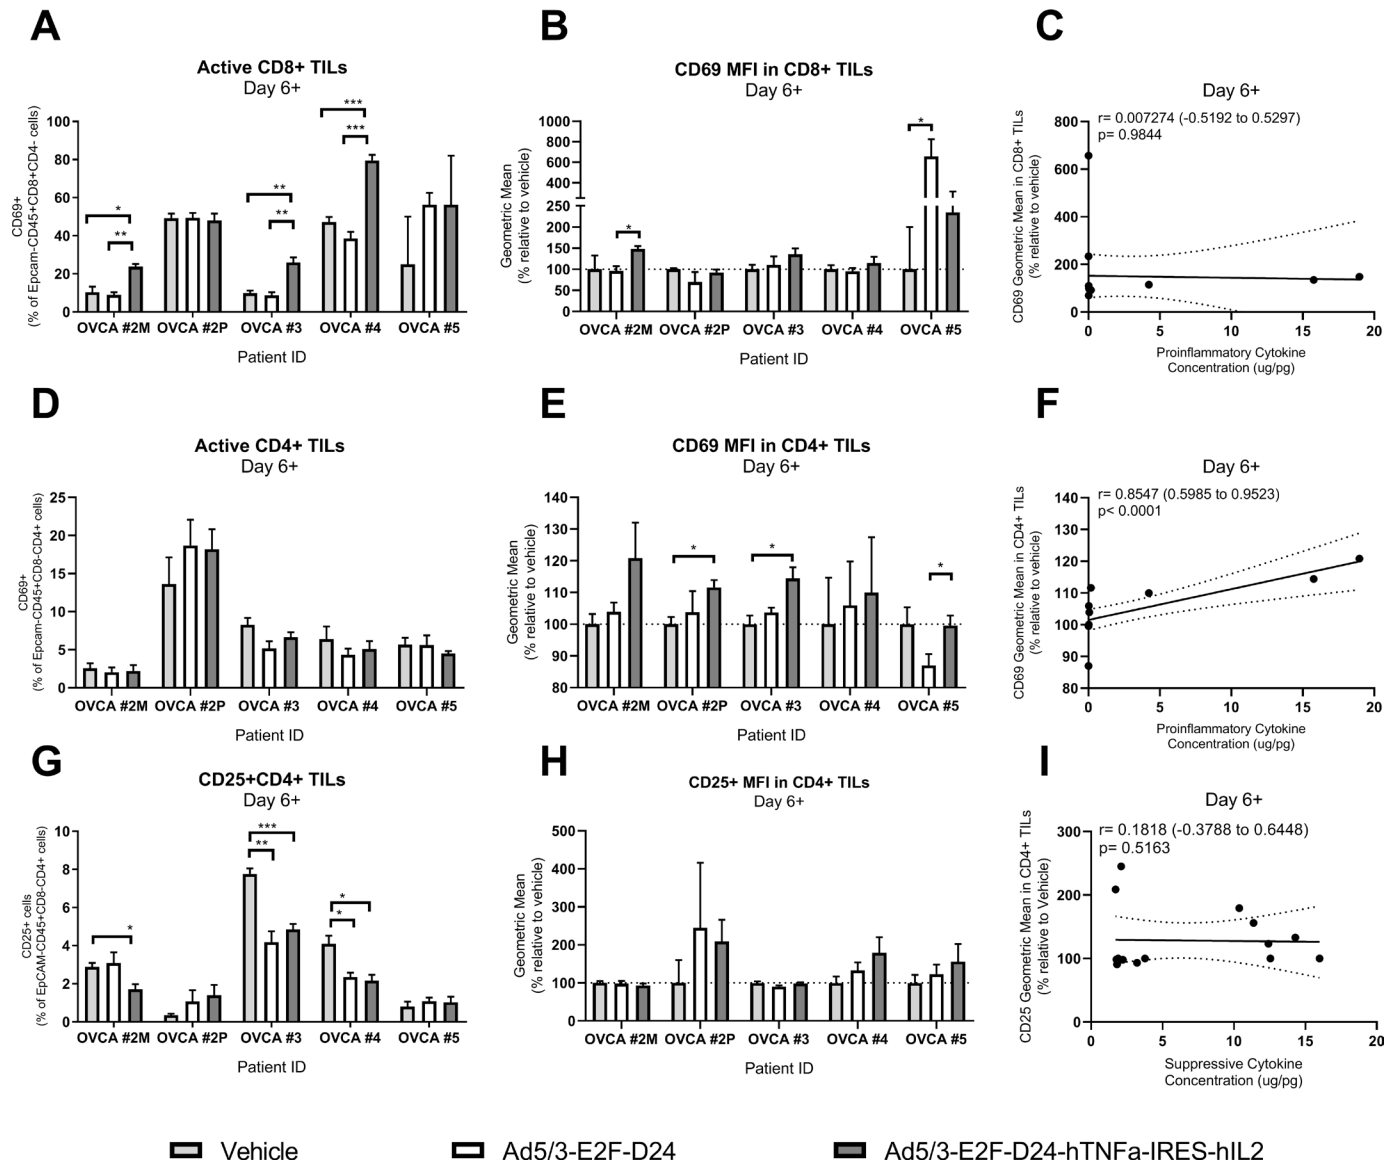 A
Active CD8+ TILs
Day 6+
CD69+
(% of Epcam-CD45+CD8+CD4- cells)
100
80
60
40
20
0
*
**
**
**
***
***
OVCA #2M OVCA #2P OVCA #3 OVCA #4 OVCA #5
Patient ID
B
CD69 MFI in CD8+ TILs
Day 6+
Geometric Mean
(% relative to vehicle)
1000
800
600
400
250
200
150
100
50
0
*
*
OVCA #2M OVCA #2P OVCA #3 OVCA #4 OVCA #5
Patient ID
C
Day 6+
r= 0.007274 (-0.5192 to 0.5297)
p= 0.9844
CD69 Geometric Mean in CD8+ TILs
(% relative to vehicle)
800
600
400
200
0
0 5 10 15 20
Proinflammatory Cytokine
Concentration (ug/pg)
D
Active CD4+ TILs
Day 6+
CD69+
(% of Epcam-CD45+CD8-CD4+ cells)
25
20
15
10
5
0
OVCA #2M OVCA #2P OVCA #3 OVCA #4 OVCA #5
Patient ID
E
CD69 MFI in CD4+ TILs
Day 6+
Geometric Mean
(% relative to vehicle)
140
130
120
110
100
90
80
*
*
*
OVCA #2M OVCA #2P OVCA #3 OVCA #4 OVCA #5
Patient ID
F
Day 6+
r= 0.8547 (0.5985 to 0.9523)
p< 0.0001
CD69 Geometric Mean in CD4+ TILs
(% relative to vehicle)
140
130
120
110
100
90
80
0 5 10 15 20
Proinflammatory Cytokine
Concentration (ug/pg)
G
CD25+CD4+ TILs
Day 6+
CD25+ cells
(% of EpCAM-CD45+CD8-CD4+ cells)
10
8
6
4
2
0
*
***
**
*
*
OVCA #2M OVCA #2P OVCA #3 OVCA #4 OVCA #5
Patient ID
H
CD25+ MFI in CD4+ TILs
Day 6+
Geometric Mean
(% relative to vehicle)
500
400
300
200
100
0
OVCA #2M OVCA #2P OVCA #3 OVCA #4 OVCA #5
Patient ID
I
Day 6+
r= 0.1818 (-0.3788 to 0.6448)
p= 0.5163
CD25 Geometric Mean in CD4+ TILs
(% relative to Vehicle)
300
200
100
0
0 5 10 15 20
Suppressive Cytokine
Concentration (ug/pg)
Vehicle
Ad5/3-E2F-D24
Ad5/3-E2F-D24-hTNFa-IRES-hIL2